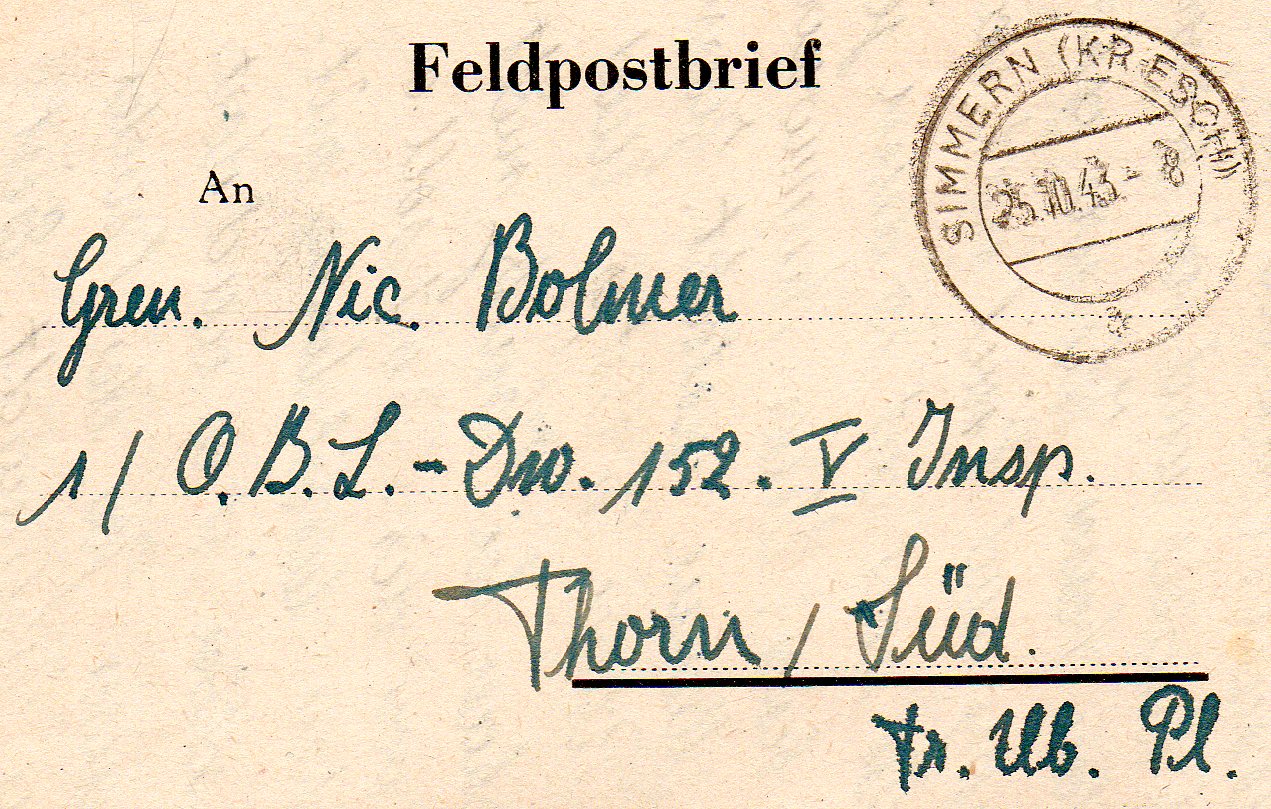 Feldpostbrief
SIMMERN (KR ESCH)
25.10.43.- 8
An
Gren. Nic. Bolmer
1/ O.B.L.-Div. 152. V Insp.
Thorn / Süd.
Tr. Üb. Pl.